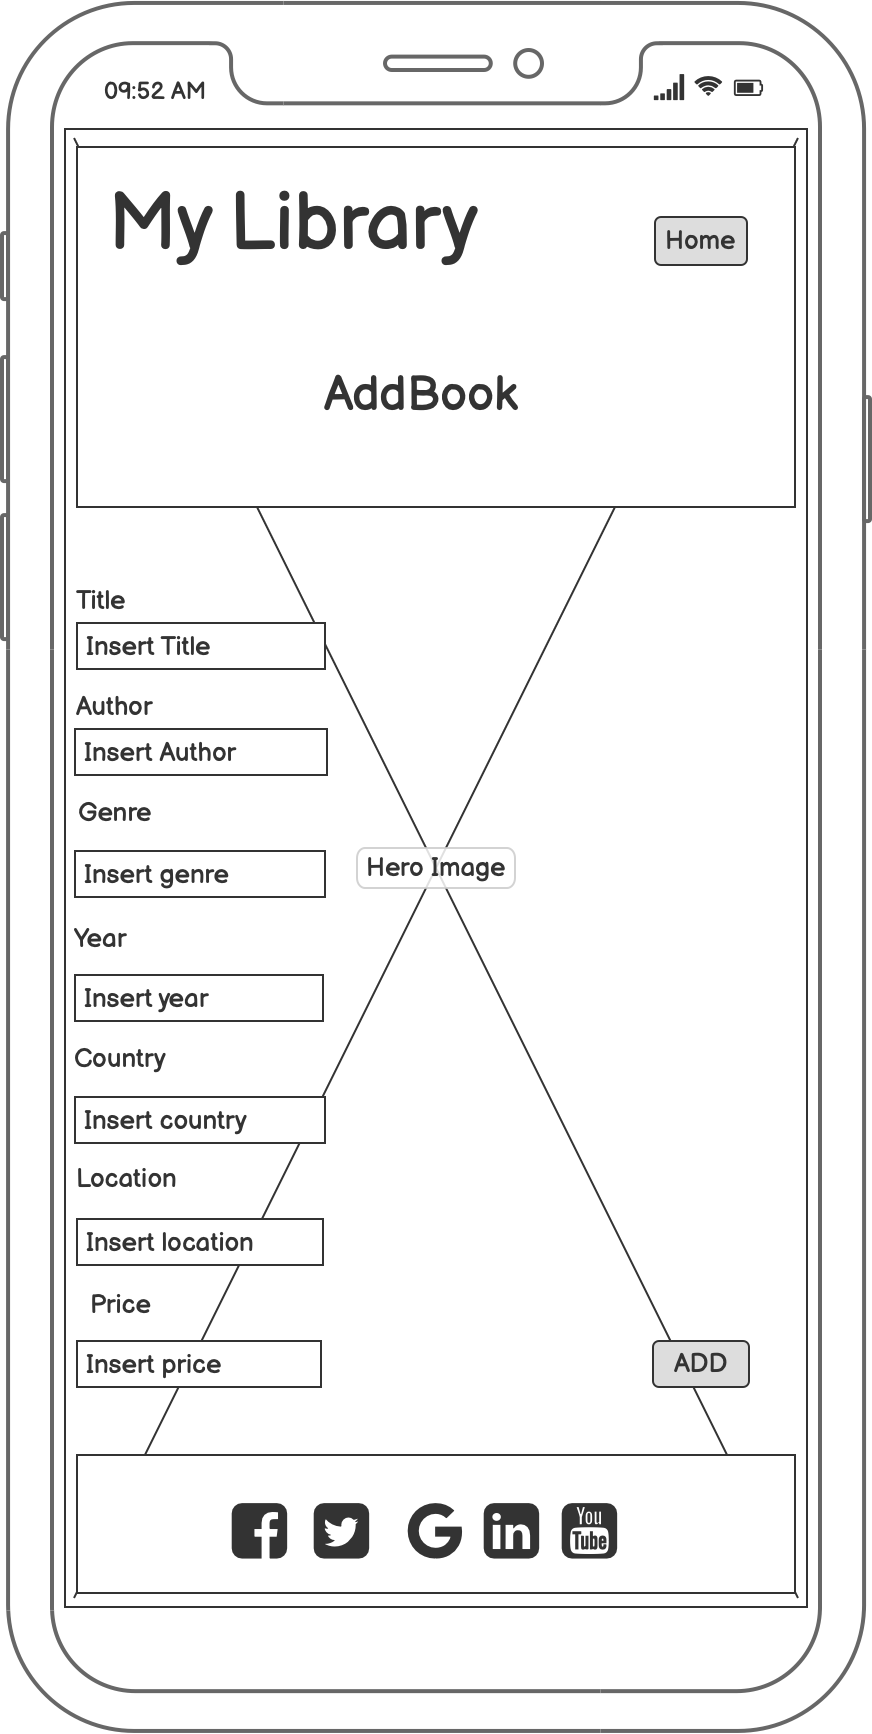 09:52 AM
My Library
Home
AddBook
Title
Insert Title
Author
Insert Author
Genre
Insert genre
Hero Image
Year
Insert year
Country
Insert country
Location
Insert location
Price
Insert price
ADD
f
G
in
You
Tube